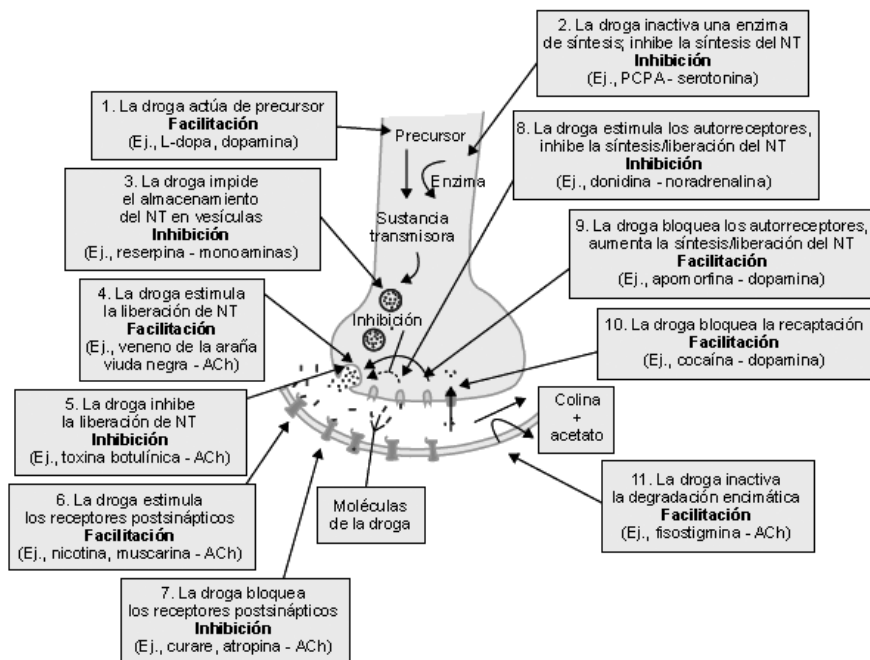 1. La droga actúa de precursor
Facilitación
(Ej., L-dopa, dopamina)
2. La droga inactiva una enzima
de síntesis; inhibe la síntesis del NT
Inhibición
(Ej., PCPA - serotonina)
3. La droga impide
el almacenamiento
del NT en vesículas
Inhibición
(Ej., reserpina - monoaminas)
4. La droga estimula
la liberación de NT
Facilitación
(Ej., veneno de la araña
viuda negra - ACh)
5. La droga inhibe
la liberación de NT
Inhibición
(Ej., toxina botulínica - ACh)
6. La droga estimula
los receptores postsinápticos
Facilitación
(Ej., nicotina, muscarina - ACh)
7. La droga bloquea
los receptores postsinápticos
Inhibición
(Ej., curare, atropina - ACh)
8. La droga estimula los autorreceptores,
inhibe la síntesis/liberación del NT
Inhibición
(Ej., donidina - noradrenalina)
9. La droga bloquea los autorreceptores,
aumenta la síntesis/liberación del NT
Facilitación
(Ej., apomorfina - dopamina)
10. La droga bloquea la recaptación
Facilitación
(Ej., cocaína - dopamina)
11. La droga inactiva
la degradación encimática
Facilitación
(Ej., fisostigmina - ACh)
Precursor
Enzima
Sustancia
transmisora
Inhibición
Moléculas
de la droga
Colina
+
acetato